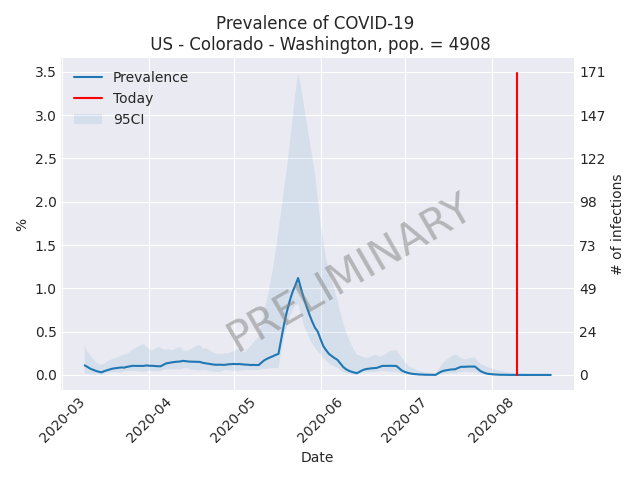 Prevalence of COVID-19
US - Colorado - Washington, pop. = 4908
Prevalence
Today
95CI
3.5
3.0
2.5
2.0
1.5
1.0
0.5
0.0
%
171
147
122
98
73
49
24
0
# of infections
PRELIMINARY
2020-03
2020-04
2020-05
2020-06
2020-07
2020-08
Date